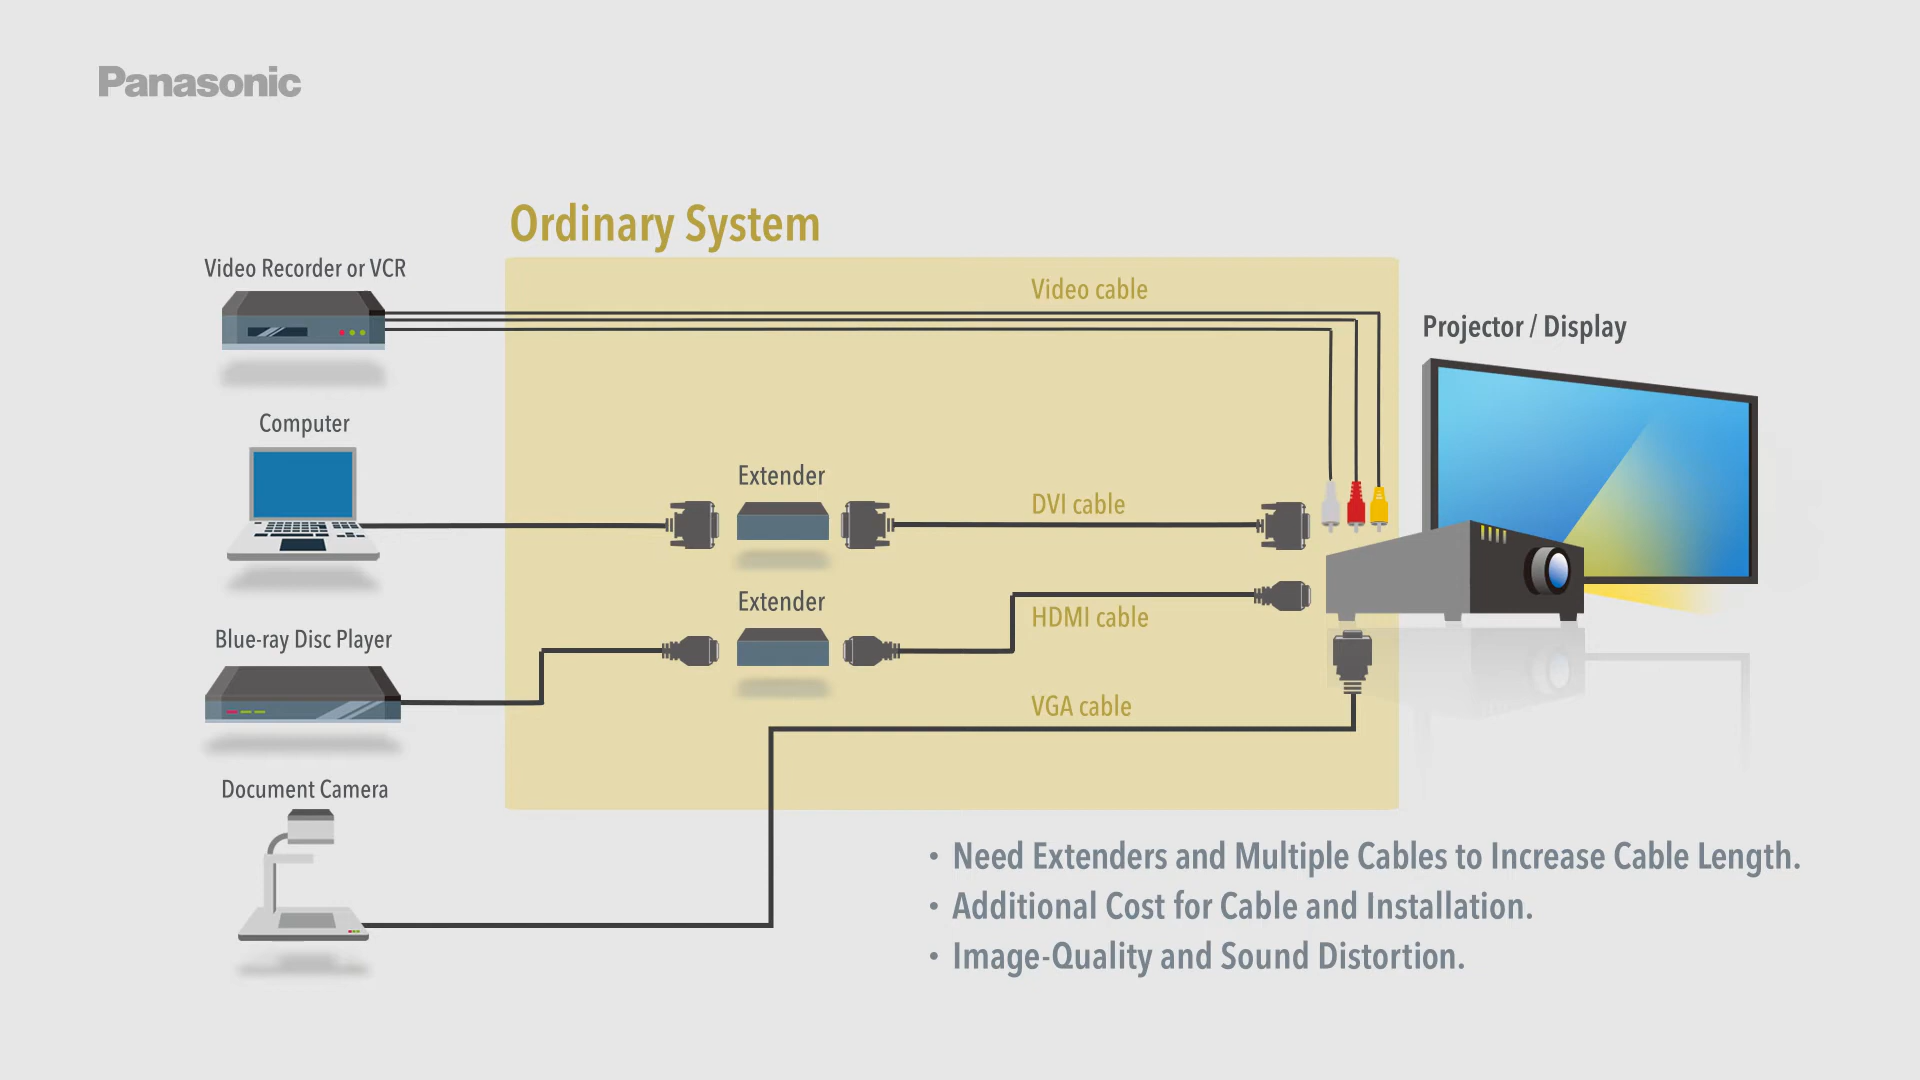 Panasonic
Ordinary System
Video Recorder or VCR
Video cable
Projector / Display
Computer
Extender
DVI cable
Extender
HDMI cable
Blue-ray Disc Player
VGA cable
Document Camera
・Need Extenders and Multiple Cables to Increase Cable Length.
・Additional Cost for Cable and Installation.
・Image-Quality and Sound Distortion.